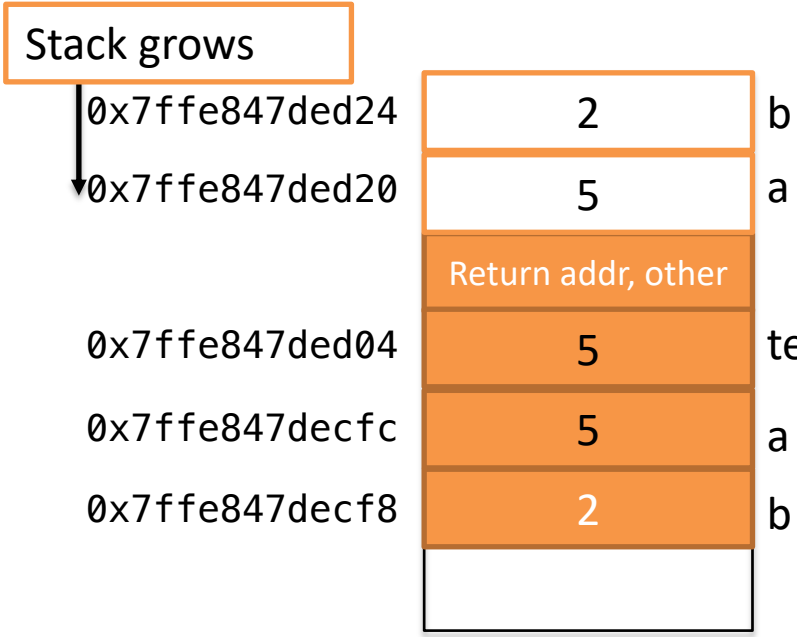 Stack grows
0x7ffe847ded24 2 b
0x7ffe847ded20 5 a
Return addr, other
0x7ffe847ded04 5
0x7ffe847decfc 5 a
0x7ffe847decf8 2 b